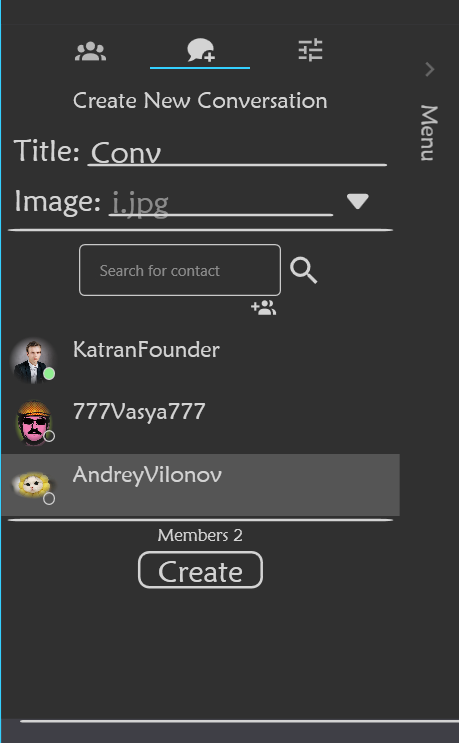 Create New Conversation
Menu
Title: Conv
Image: i.jpg
Search for contact
KatranFounder
777Vasya777
AndreyVilonov
Members 2
Create